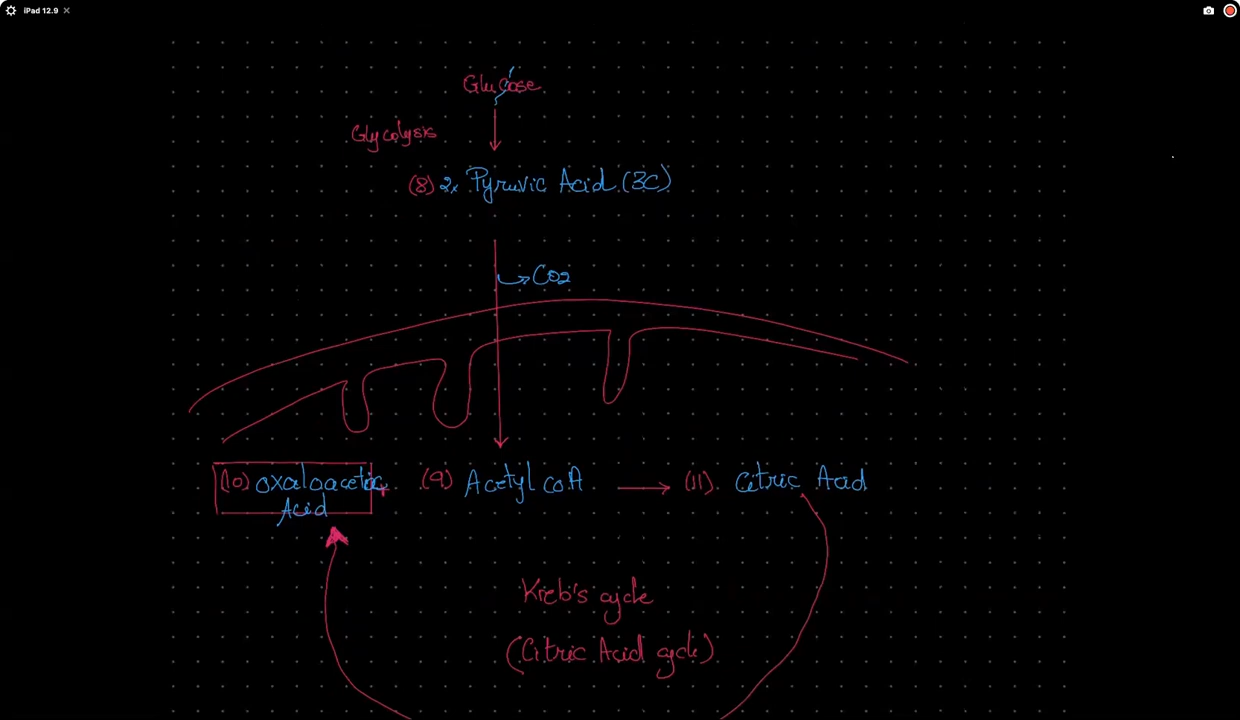 iPad 12.9
Glucose
Glycolysis
(8) 2x Pyruvic Acid (3C)
CO2
(10) oxaloacetic (9) Acetyl coA (11) Citric Acid
Acid
Kreb's cycle
(Citric Acid cycle)